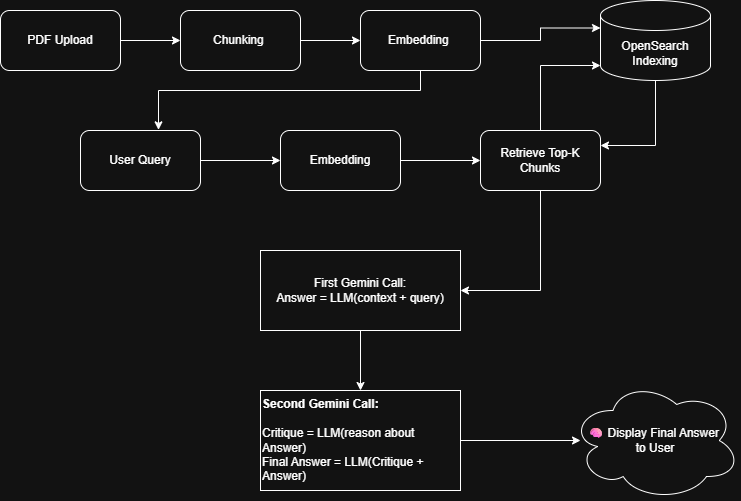 PDF Upload
Chunking
Embedding
OpenSearch
Indexing
User Query
Embedding
Retrieve Top-K
Chunks
First Gemini Call:
Answer = LLM(context + query)
Second Gemini Call:
Critique = LLM(reason about
Answer)
Final Answer = LLM(Critique +
Answer)
🧠 Display Final Answer
to User